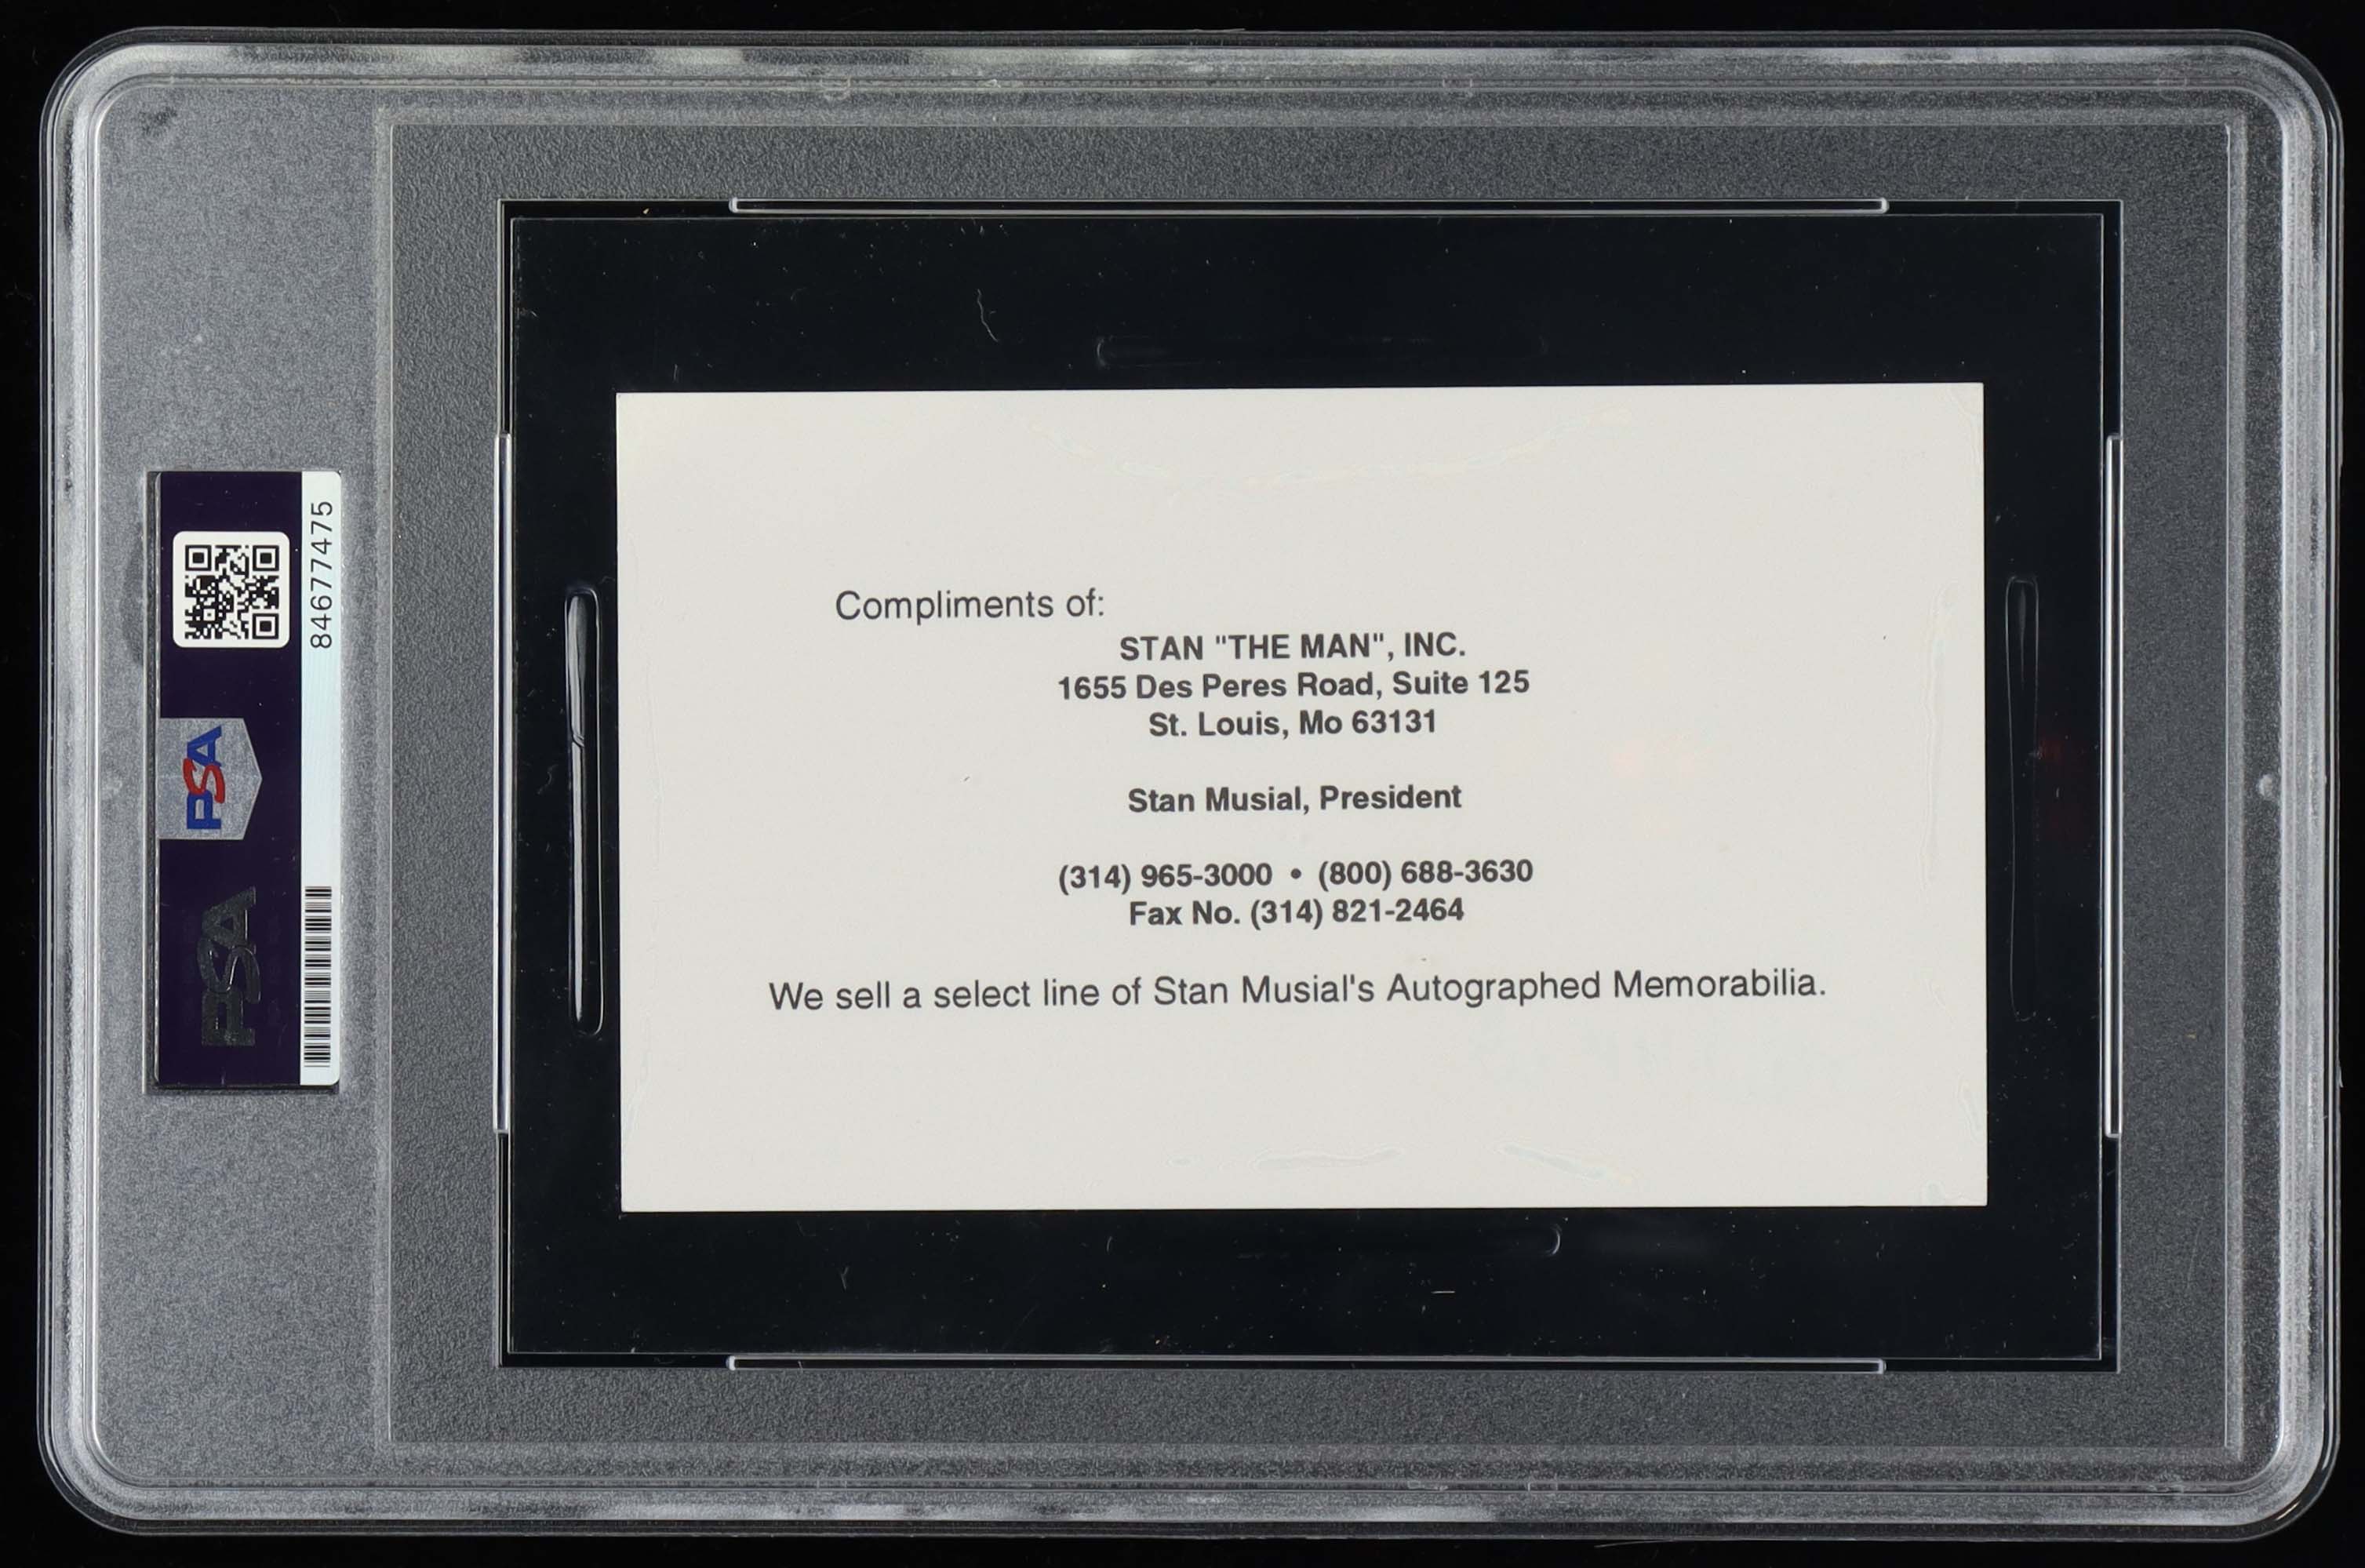 Compliments of:
STAN "THE MAN", INC.
1655 Des Peres Road, Suite 125
St. Louis, Mo 63131
Stan Musial, President
(314) 965-3000 • (800) 688-3630
Fax No. (314) 821-2464
We sell a select line of Stan Musial's Autographed Memorabilia.
84677475
PSA
PSA